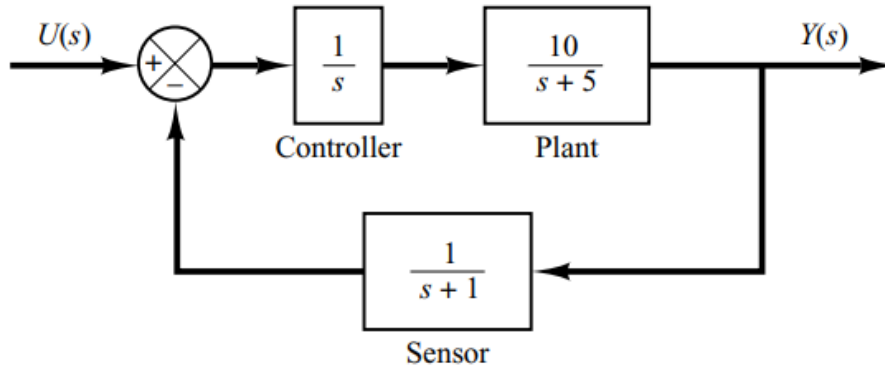 U(s)
+
−
1
s
Controller
10
s + 5
Plant
Y(s)
1
s + 1
Sensor